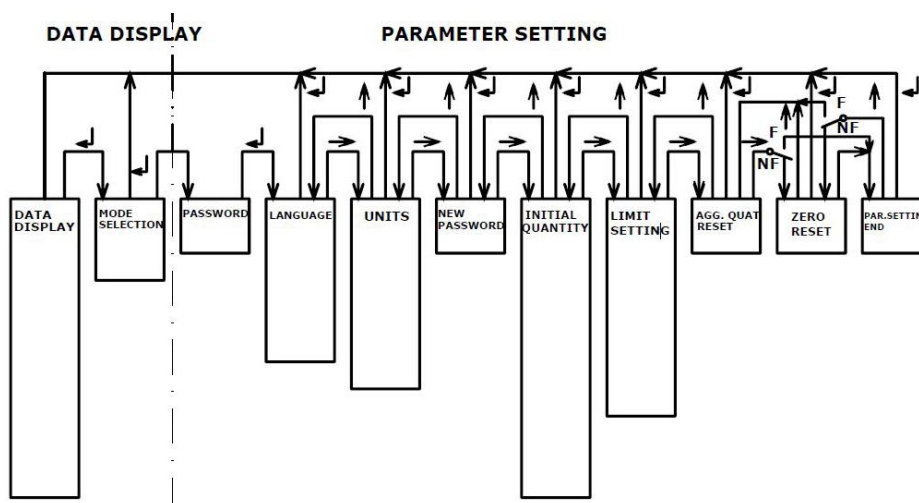 DATA DISPLAY
PARAMETER SETTING
F
F
NF
NF
DATA
DISPLAY
MODE
SELECTION
PASSWORD
LANGUAGE
UNITS
NEW
PASSWORD
INITIAL
QUANTITY
LIMIT
SETTING
AGG. QUAT
RESET
ZERO
RESET
PAR.SETTING
END